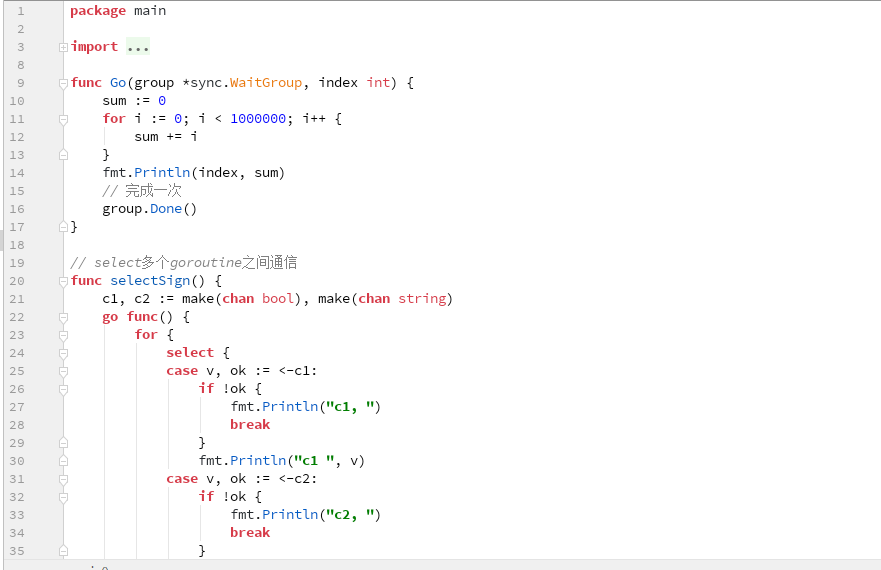 1 package main
2
3 import ...
8
9 func Go(group *sync.WaitGroup, index int) {
10     sum := 0
11     for i := 0; i < 1000000; i++ {
12         sum += i
13     }
14     fmt.Println(index, sum)
15     // 完成一次
16     group.Done()
17 }
18
19 // select多个goroutine之间通信
20 func selectSign() {
21     c1, c2 := make(chan bool), make(chan string)
22     go func() {
23         for {
24             select {
25             case v, ok := <-c1:
26                 if !ok {
27                     fmt.Println("c1, ")
28                     break
29                 }
30                 fmt.Println("c1 ", v)
31             case v, ok := <-c2:
32                 if !ok {
33                     fmt.Println("c2, ")
34                     break
35                 }